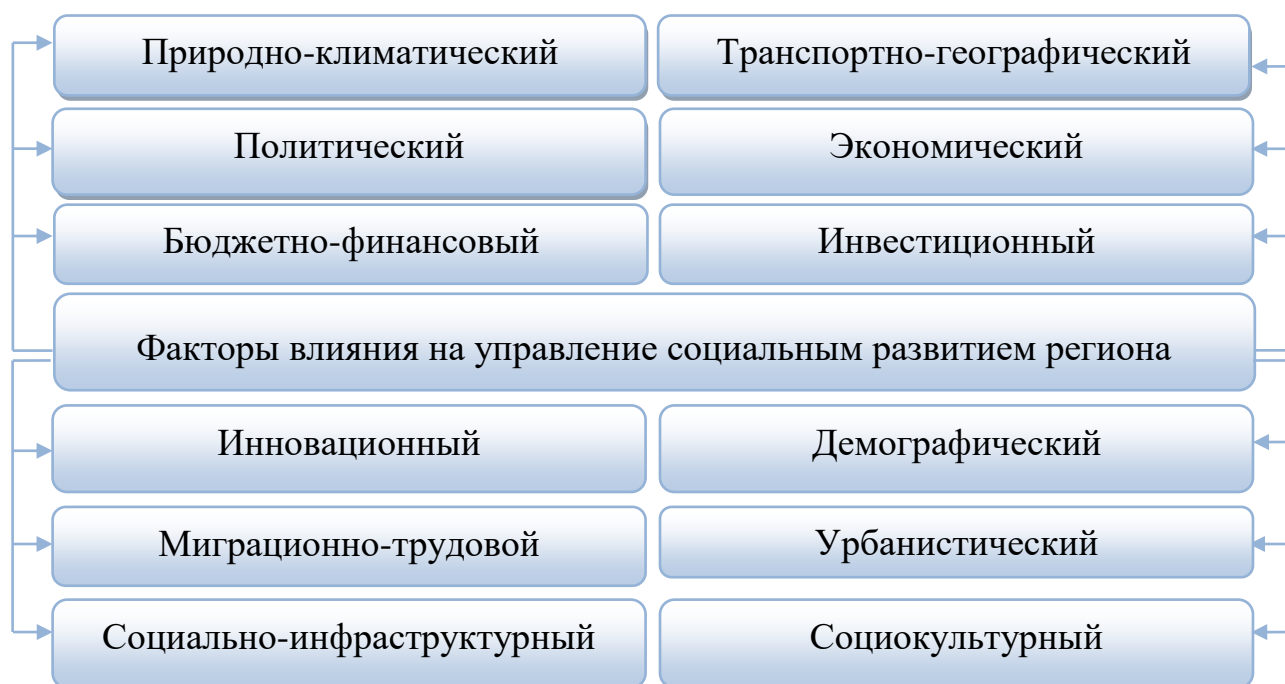 Природно-климатический
Транспортно-географический
Политический
Экономический
Бюджетно-финансовый
Инвестиционный
Факторы влияния на управление социальным развитием региона
Инновационный
Демографический
Миграционно-трудовой
Урбанистический
Социально-инфраструктурный
Социокультурный